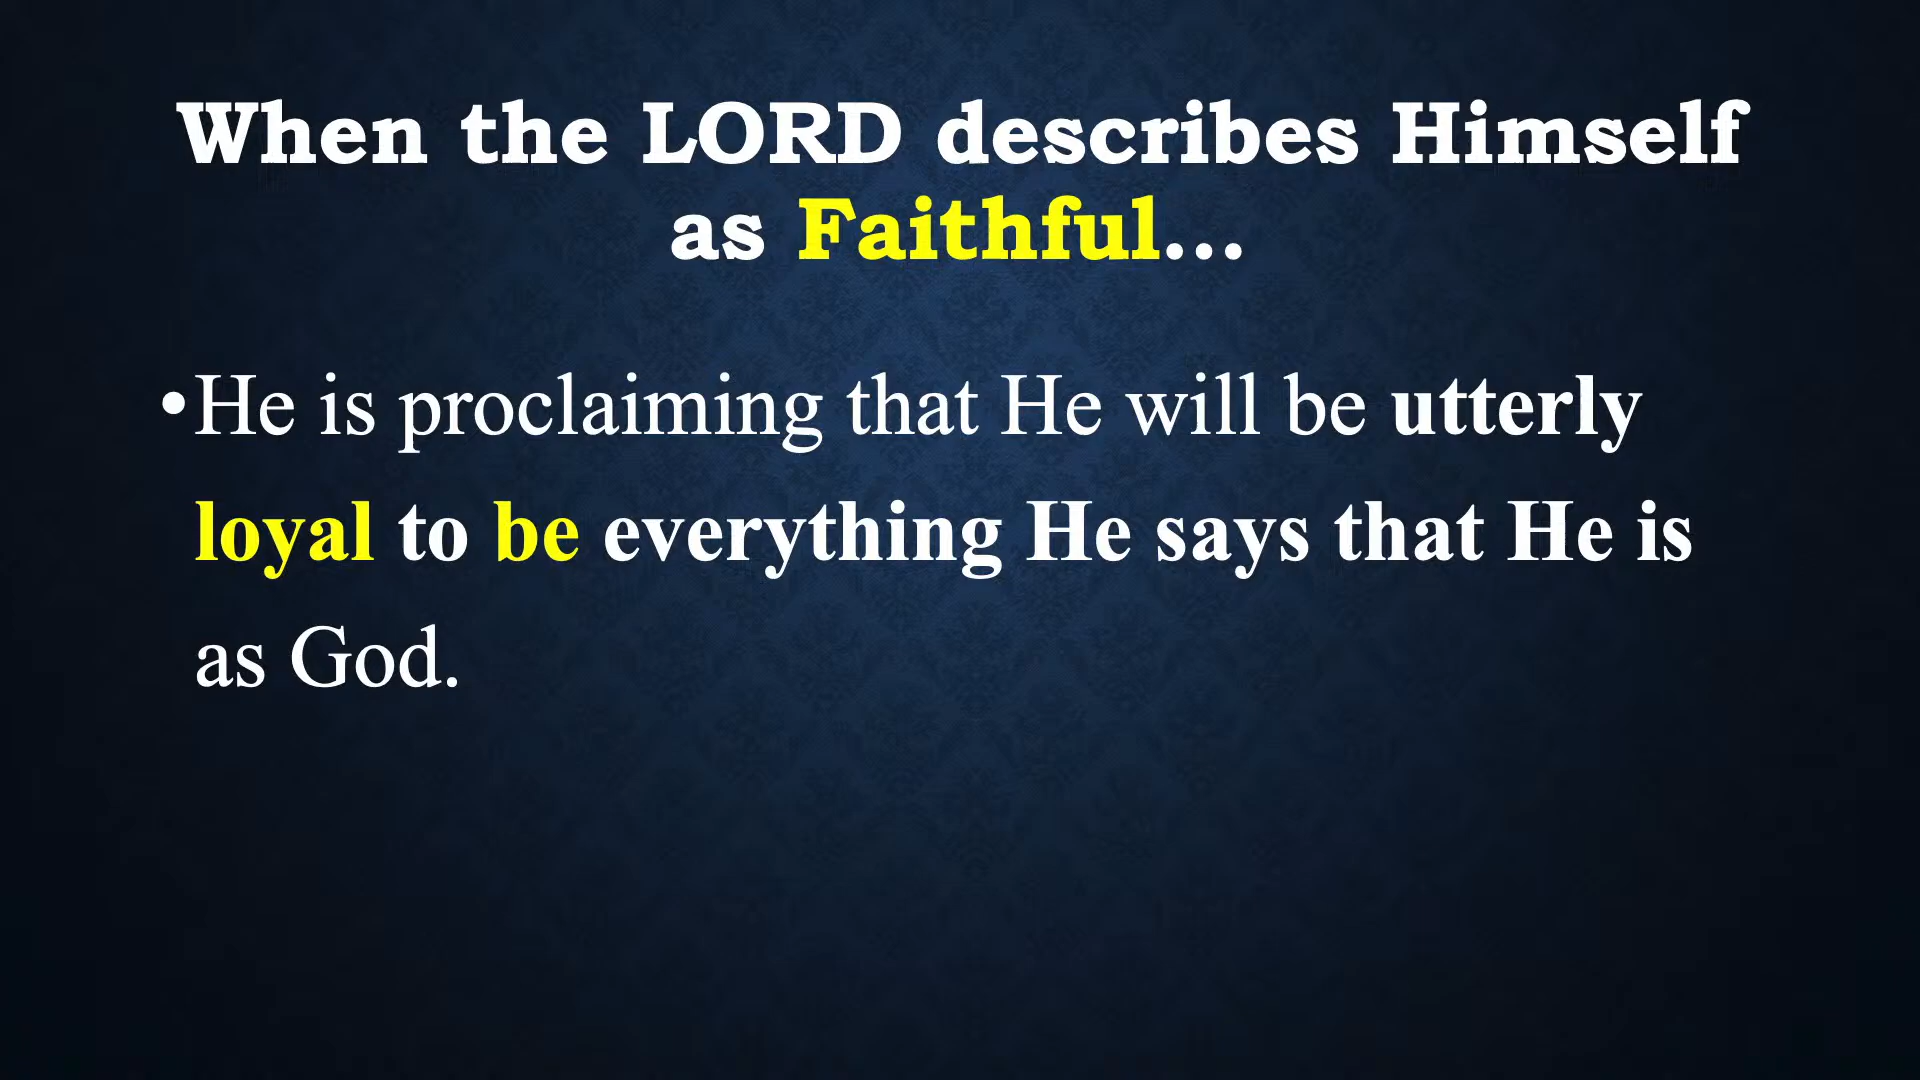 When the LORD describes Himself
as Faithful...
•He is proclaiming that He will be utterly
loyal to be everything He says that He is
as God.